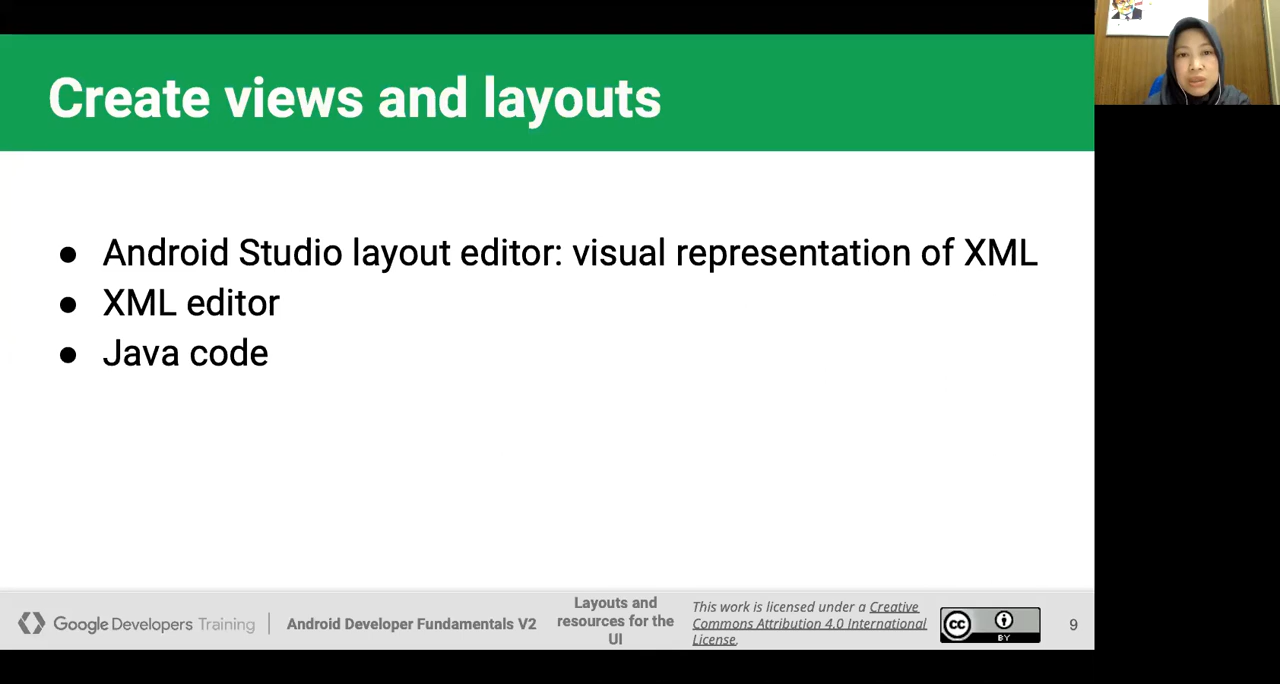 Create views and layouts
● Android Studio layout editor: visual representation of XML
● XML editor
● Java code
Google Developers Training
Android Developer Fundamentals V2
Layouts and
resources for the
UI
This work is licensed under a Creative
Commons Attribution 4.0 International
License.
cc
BY
9